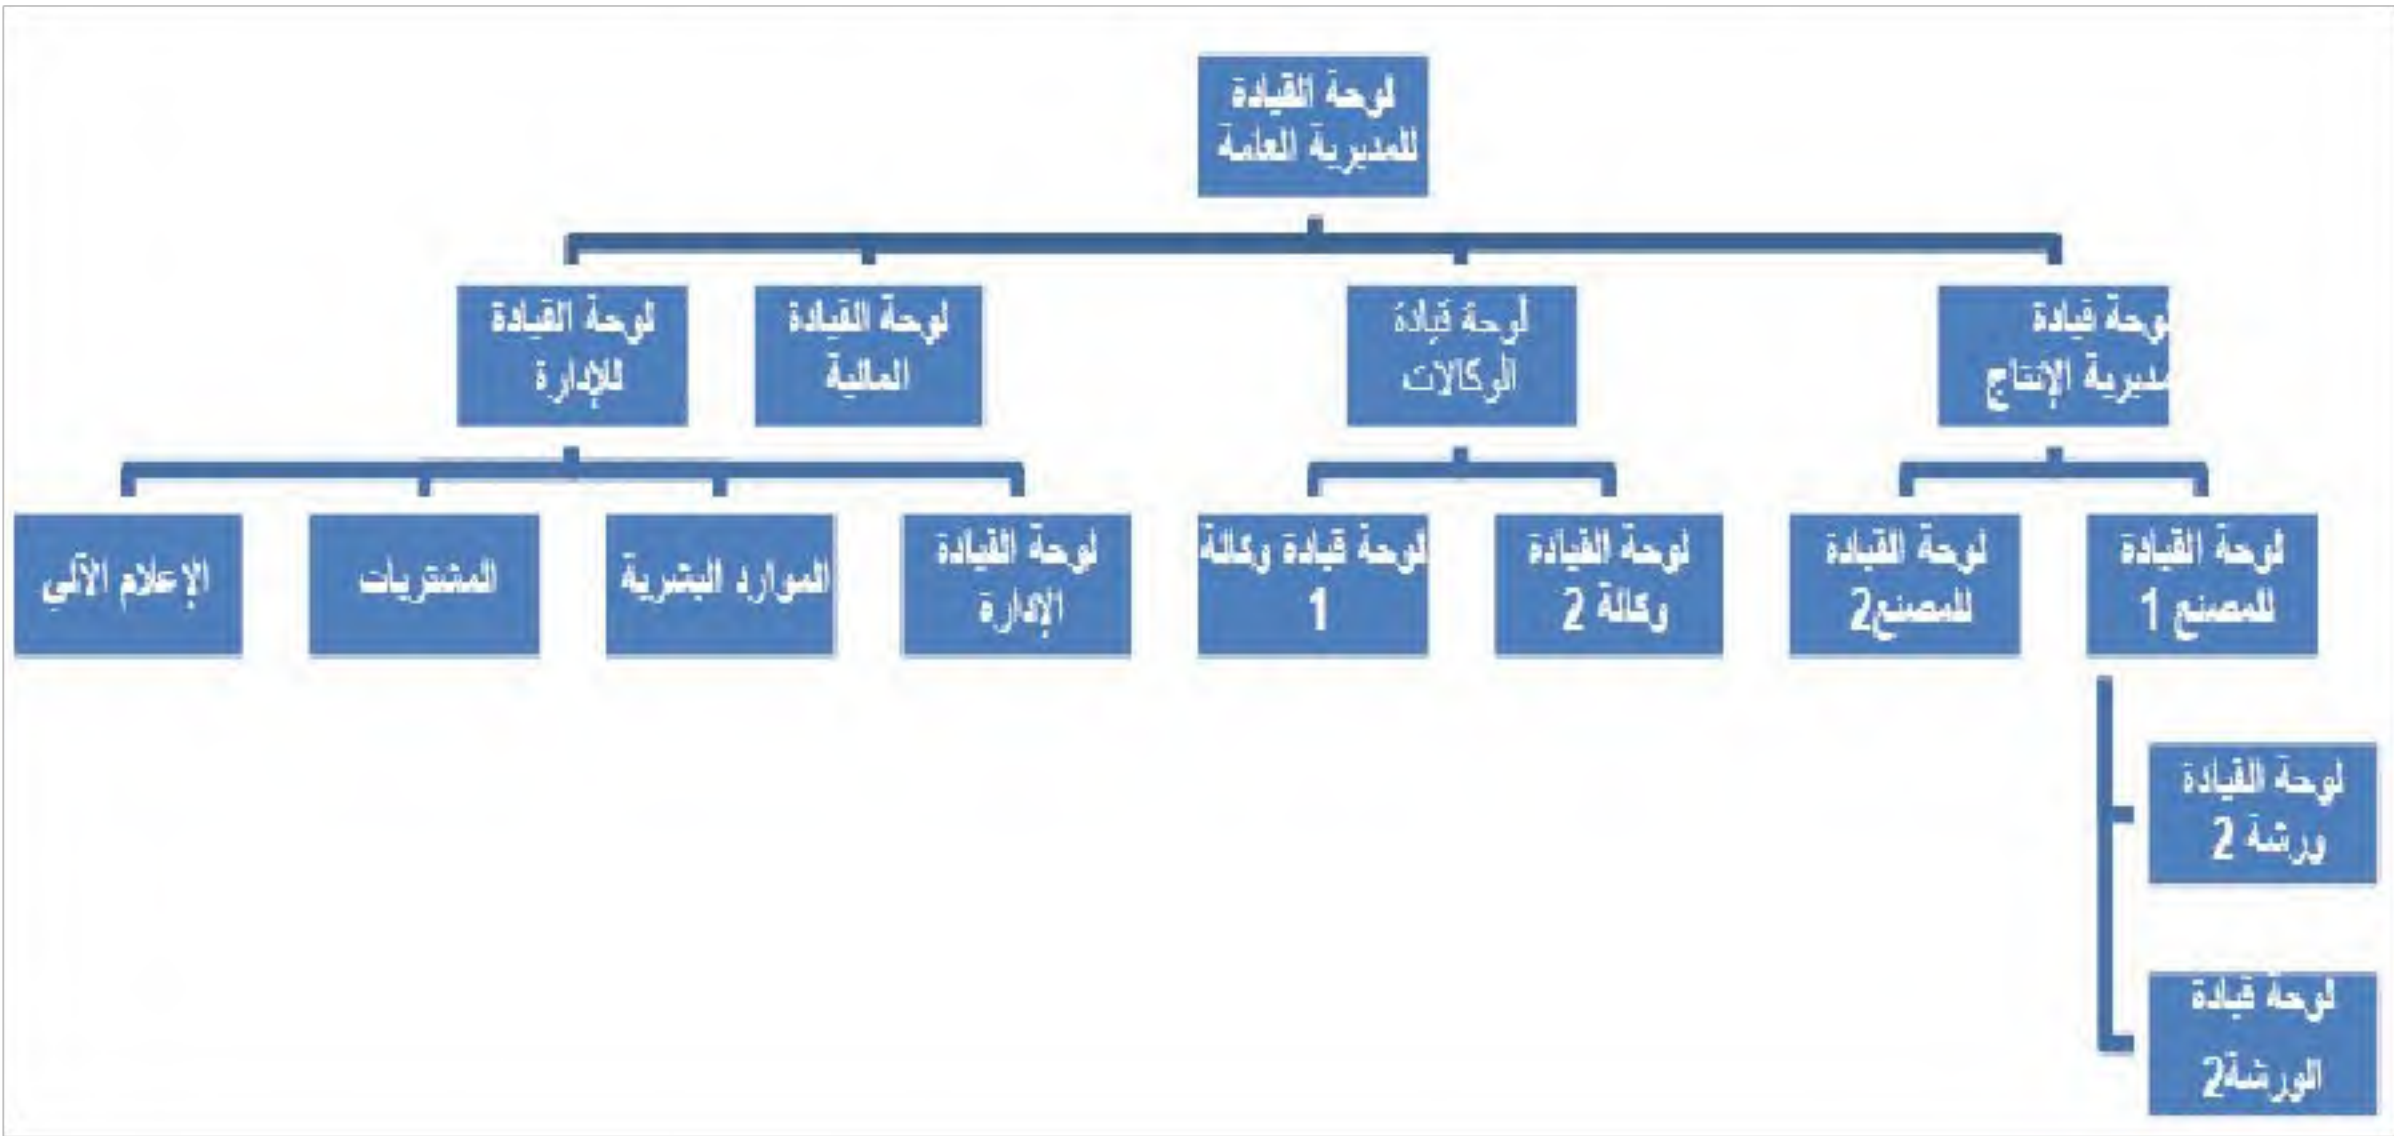 لوحة القيادة
للمديرية العامة
لوحة قيادة
مديرية الإنتاج
لوحة قيادة
الوكالات
لوحة القيادة
المالية
لوحة القيادة
للإدارة
لوحة القيادة
للمصنع 1
لوحة القيادة
للمصنع2
لوحة القيادة
وكالة 2
لوحة قيادة وكالة
1
لوحة القيادة
الإدارة
الموارد البشرية
المشتريات
الإعلام الآلي
لوحة القيادة
ورشة 2
لوحة قيادة
الورشة2